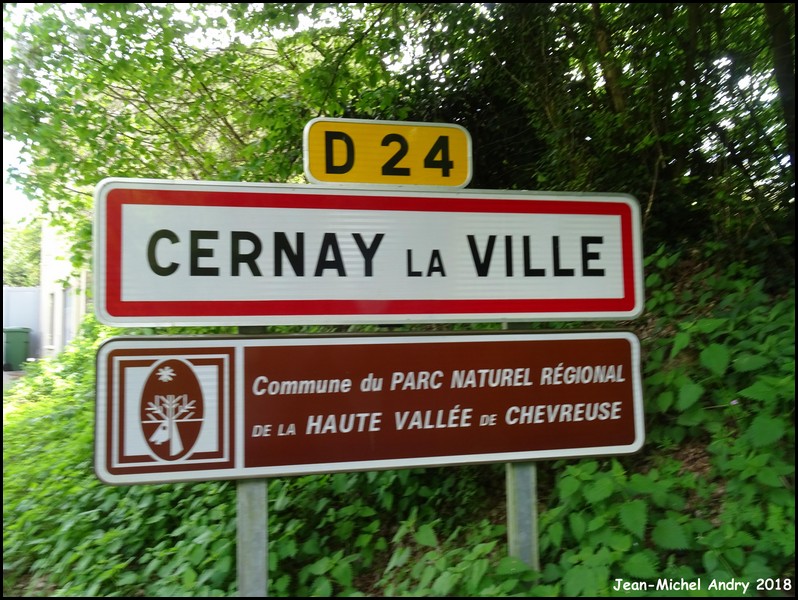 D 24
CERNAY LA VILLE
Commune du PARC NATUREL RÉGIONAL
DE LA HAUTE VALLÉE DE CHEVREUSE
Jean-Michel Andry 2018